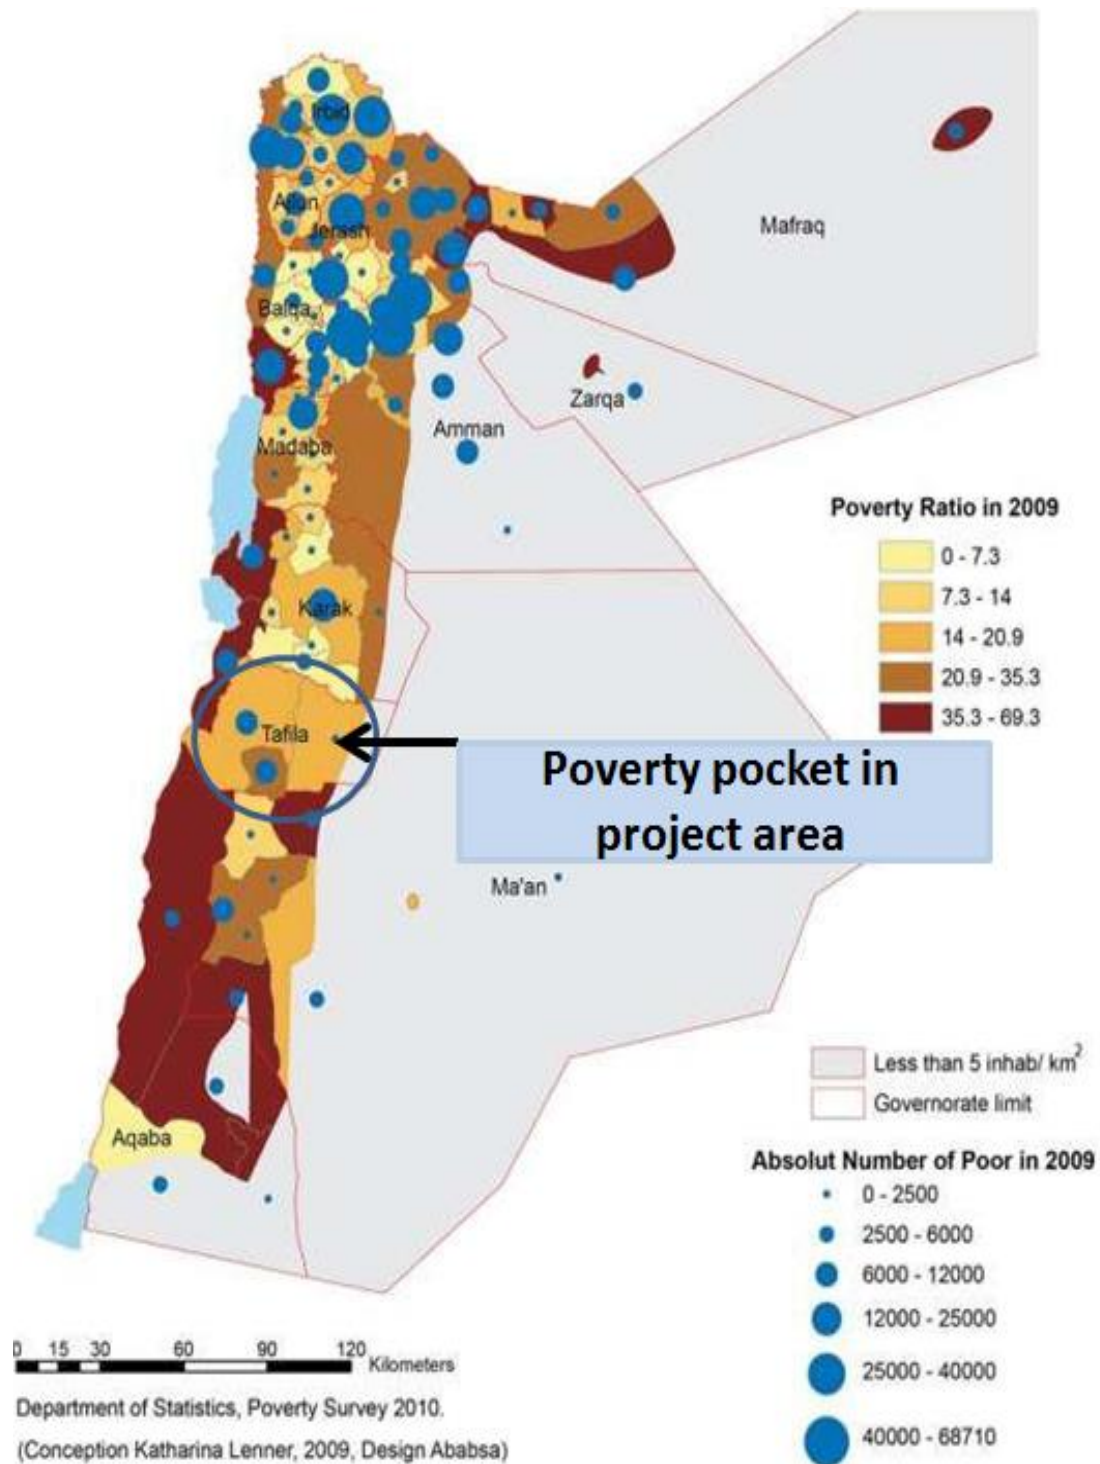 Irbid
Ajlun
Jerash
Mafraq
Balqa
Zarqa
Amman
Madaba
Poverty Ratio in 2009
0 - 7.3
7.3 - 14
14 - 20.9
20.9 - 35.3
35.3 - 69.3
Karak
Tafila
Poverty pocket in
project area
Ma'an
Less than 5 inhab/ km2
Governorate limit
Aqaba
Absolut Number of Poor in 2009
0 - 2500
2500 - 6000
6000 - 12000
12000 - 25000
25000 - 40000
40000 - 68710
0 15 30 60 90 120
Kilometers
Department of Statistics, Poverty Survey 2010.
(Conception Katharina Lenner, 2009, Design Ababsa)